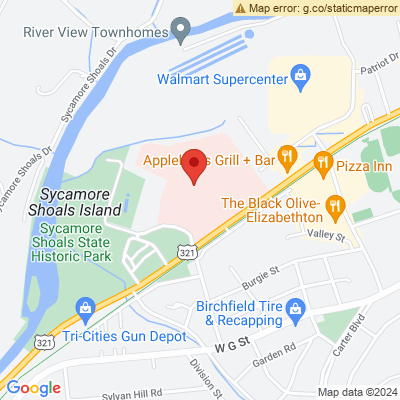 Map error: g.co/staticmaperror
River View Townhomes
Walmart Supercenter
Patriot Dr
Sycamore Shoals Dr
Applebee's Grill + Bar
Pizza Inn
Sycamore
Shoals Island
The Black Olive-
Elizabethton
Sycamore
Shoals State
Historic Park
Valley St
321
Burgie St
Birchfield Tire
& Recapping
Tri-Cities Gun Depot
321
W G St
Garden Rd
Carter Blvd
Division St
Sylvan Hill Rd
Google
Map data ©2024